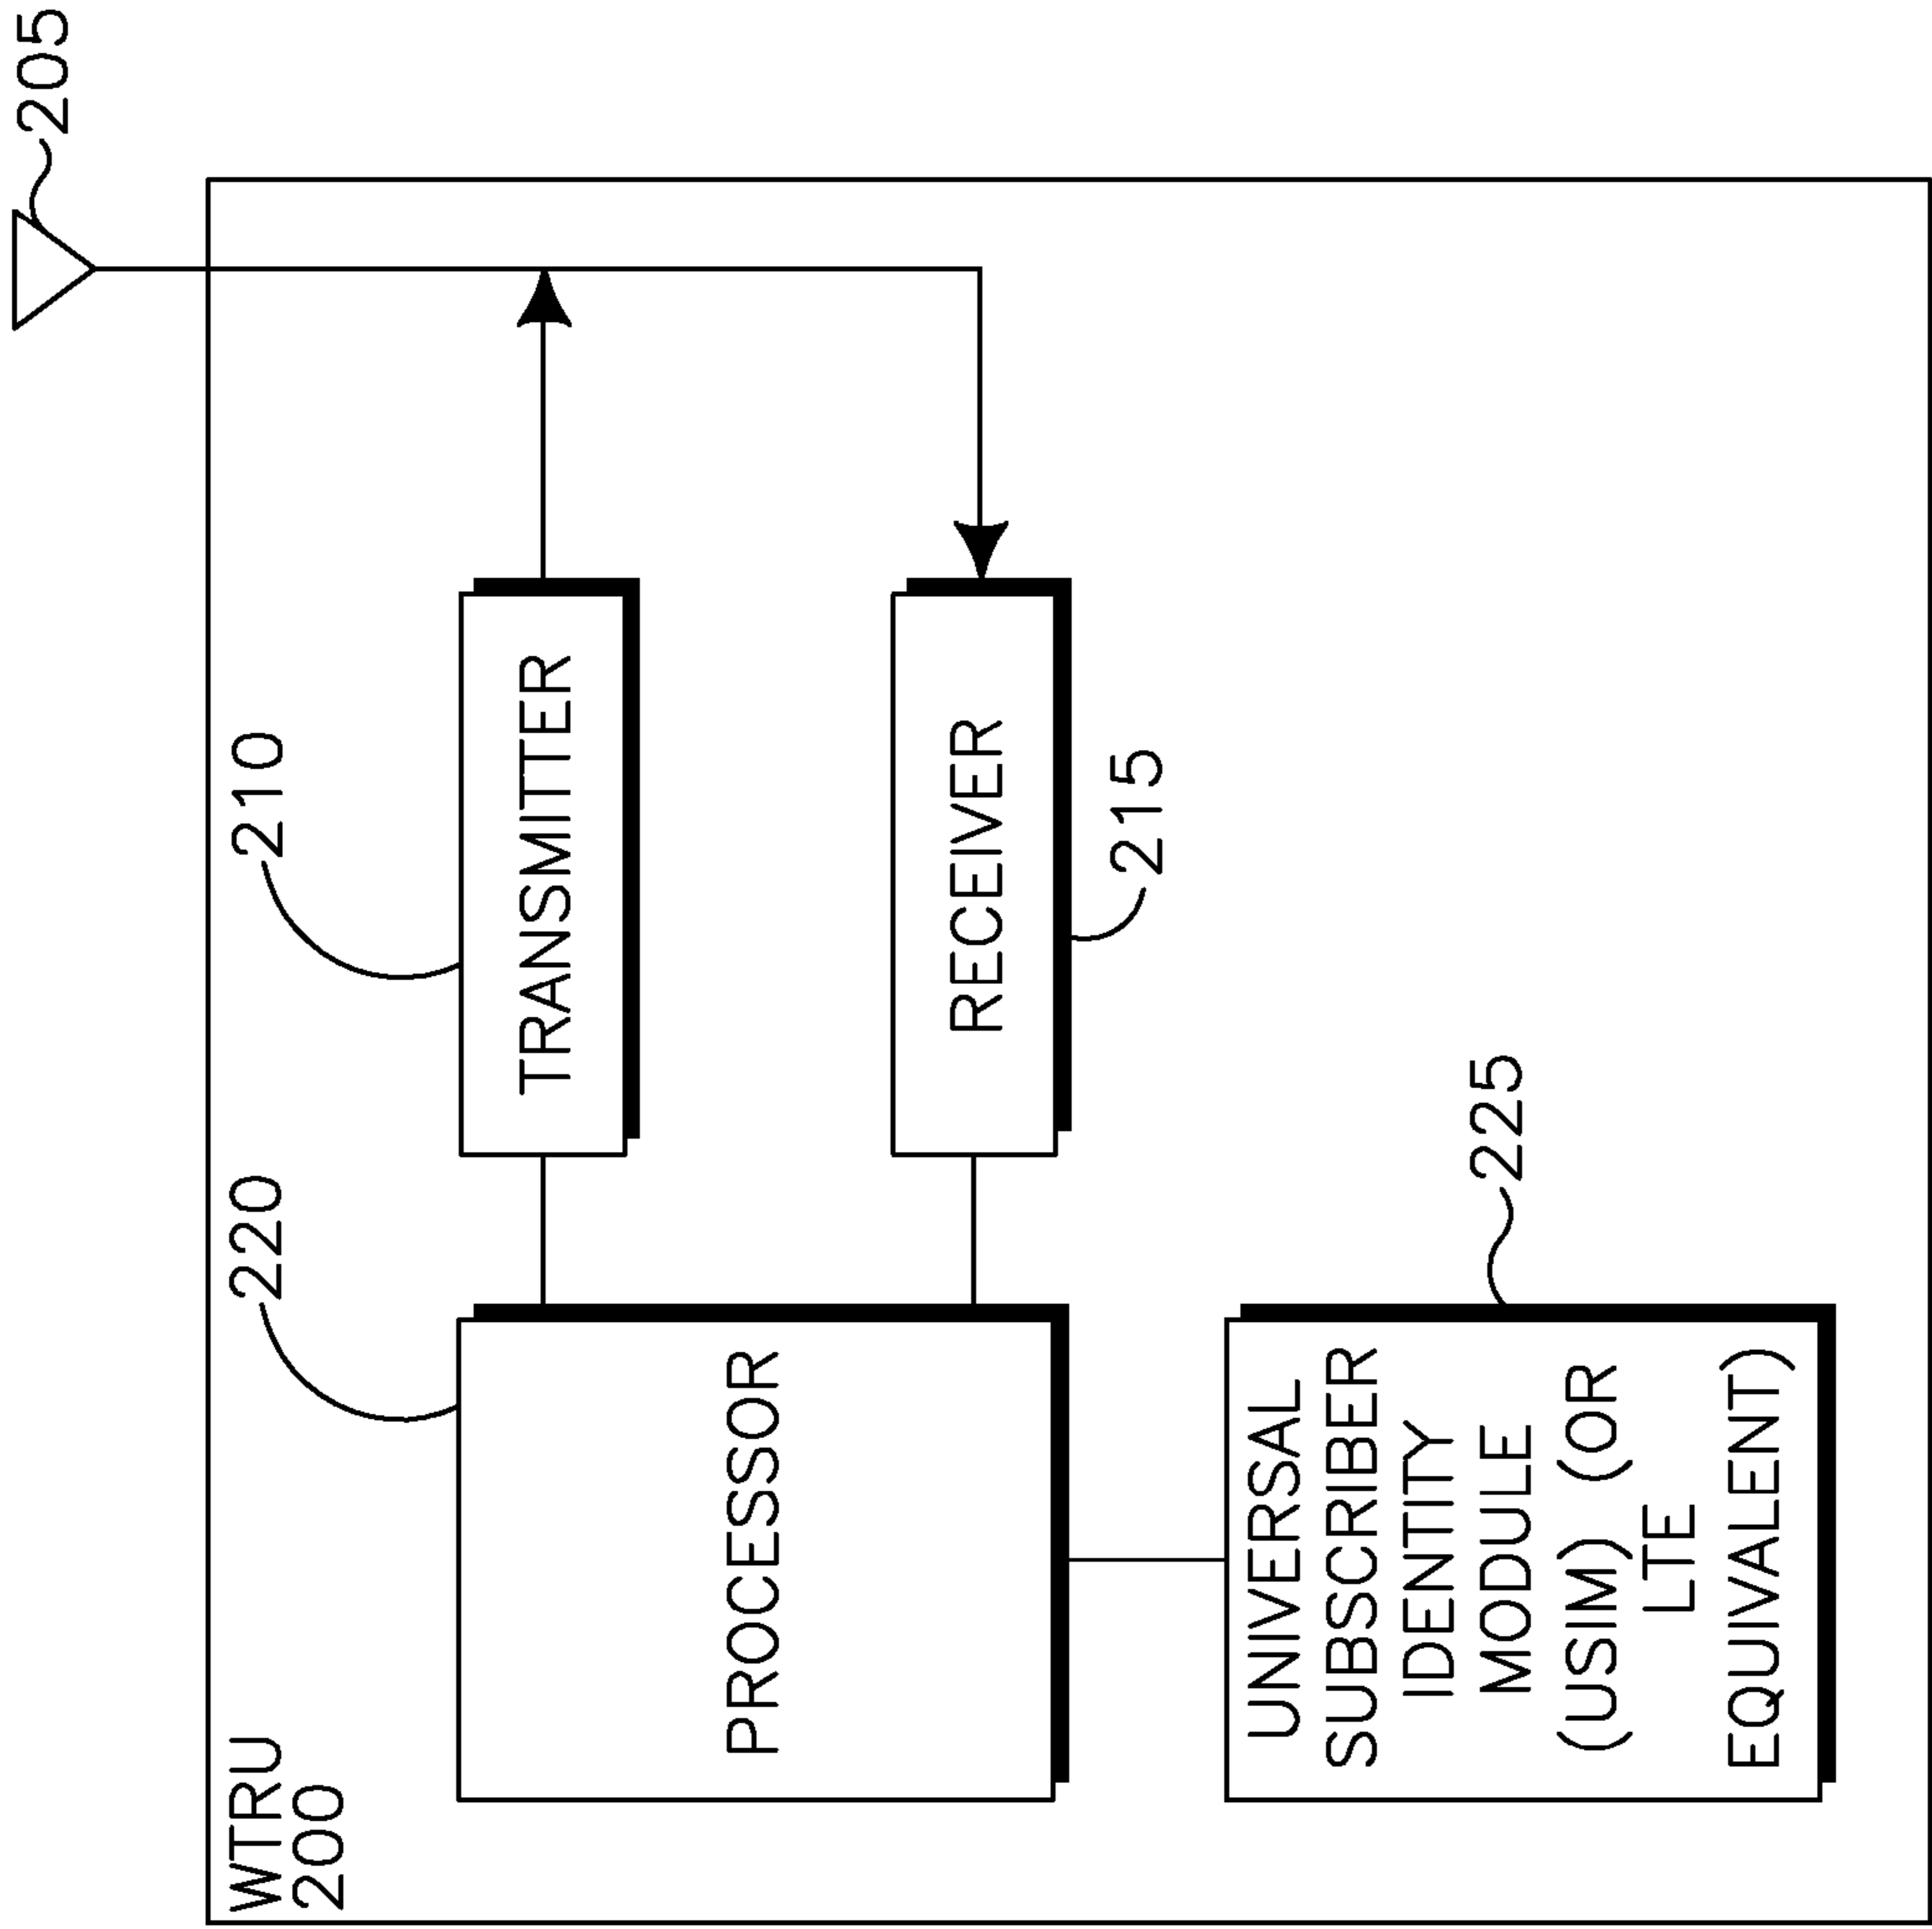 205
WTRU
200
220
210
PROCESSOR
TRANSMITTER
RECEIVER
215
UNIVERSAL
SUBSCRIBER
IDENTITY
MODULE
(USIM) (OR
LTE
EQUIVALENT)
225